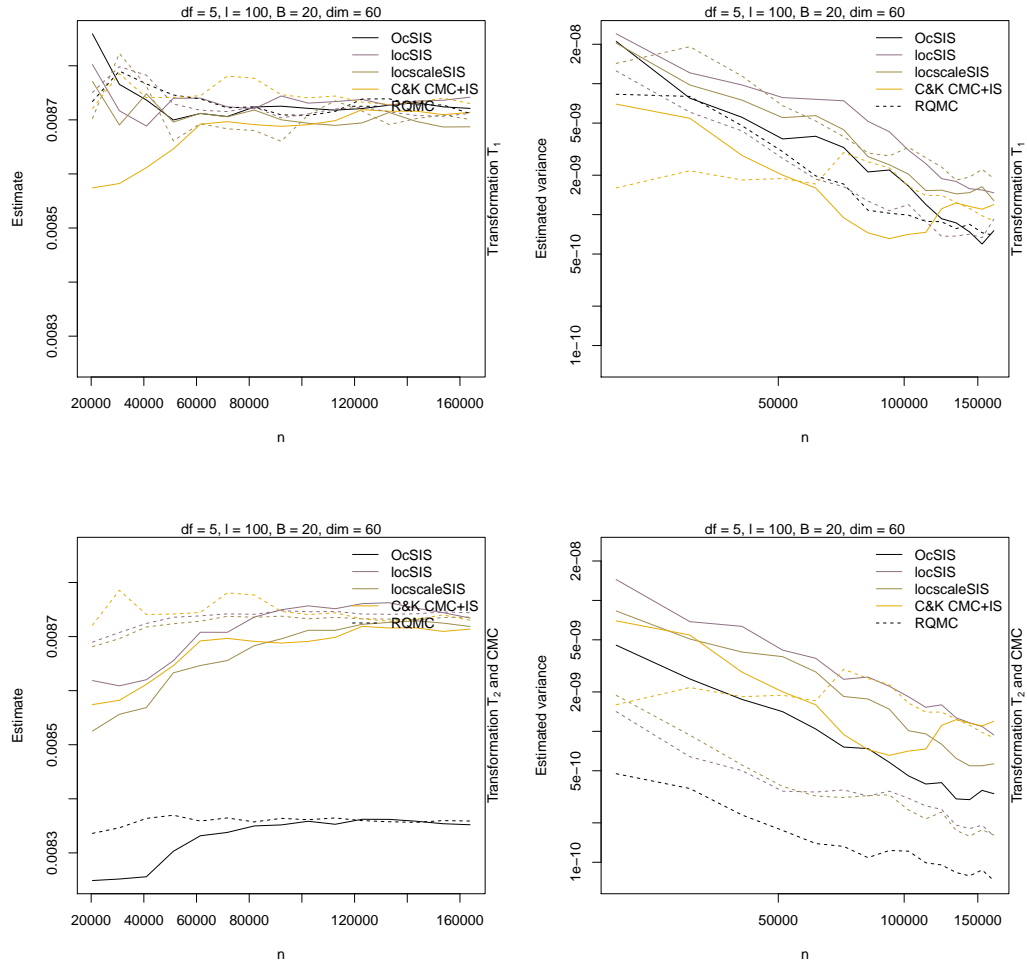 df = 5, l = 100, B = 20, dim = 60
OcSIS
locSIS
locscaleSIS
C&K CMC+IS
RQMC
0.0083
0.0085
0.0087
Estimate
20000
40000
60000
80000
120000
160000
n
Transformation T1
df = 5, l = 100, B = 20, dim = 60
OcSIS
locSIS
locscaleSIS
C&K CMC+IS
RQMC
1e-10
5e-10
2e-09
5e-09
2e-08
Estimated variance
50000
100000
150000
n
Transformation T1
df = 5, l = 100, B = 20, dim = 60
OcSIS
locSIS
locscaleSIS
C&K CMC+IS
RQMC
0.0083
0.0085
0.0087
Estimate
20000
40000
60000
80000
120000
160000
n
Transformation T2 and CMC
df = 5, l = 100, B = 20, dim = 60
OcSIS
locSIS
locscaleSIS
C&K CMC+IS
RQMC
1e-10
5e-10
2e-09
5e-09
2e-08
Estimated variance
50000
100000
150000
n
Transformation T2 and CMC